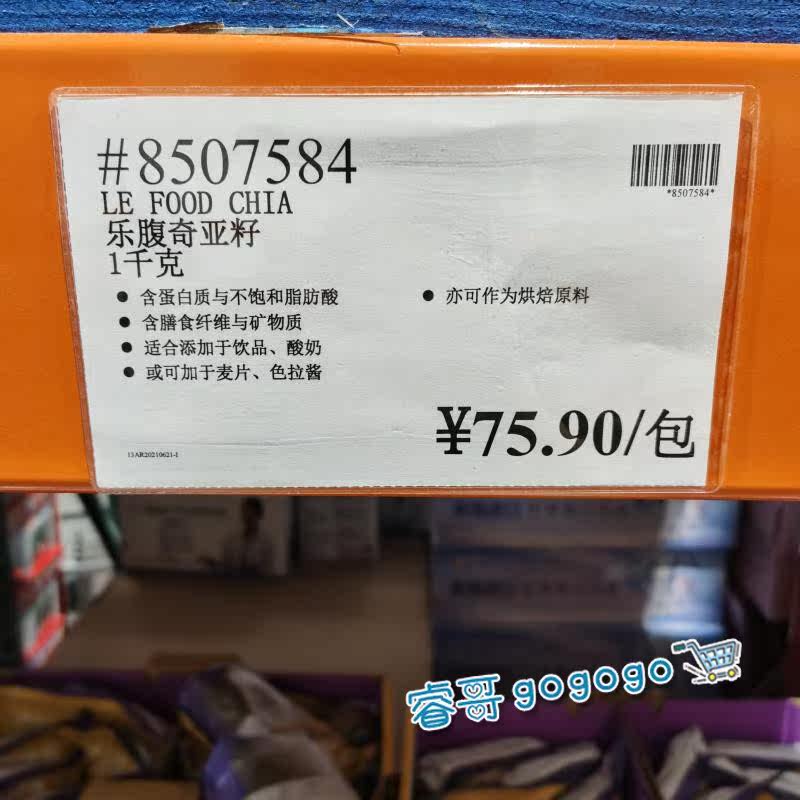 #8507584
*8507584*
LE FOOD CHIA
乐腹奇亚籽
1千克
● 含蛋白质与不饱和脂肪酸
● 含膳食纤维与矿物质
● 适合添加于饮品、酸奶
● 或可加于麦片、色拉酱
● 亦可作为烘焙原料
¥75.90/包
13AR20210621-1
睿哥gogogo